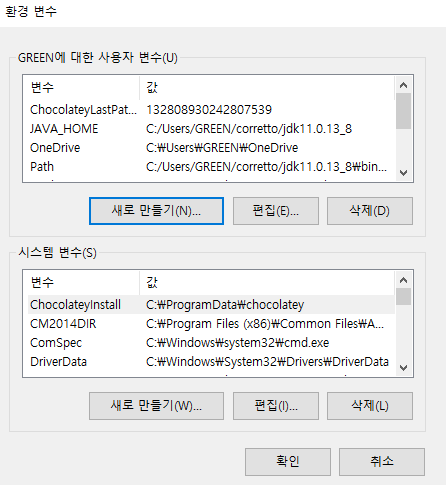 환경 변수
GREEN에 대한 사용자 변수(U)
변수 값
ChocolateyLastPat... 132808930242807539
JAVA_HOME C:/Users/GREEN/corretto/jdk11.0.13_8
OneDrive C:₩Users₩GREEN₩OneDrive
Path C:/Users/GREEN/corretto/jdk11.0.13_8₩bin...
새로 만들기(N)... 편집(E)... 삭제(D)
시스템 변수(S)
변수 값
ChocolateyInstall C:₩ProgramData₩chocolatey
CM2014DIR C:₩Program Files (x86)₩Common Files₩A...
ComSpec C:₩Windows₩system32₩cmd.exe
DriverData C:₩Windows₩System32₩Drivers₩DriverData
새로 만들기(W)... 편집(I)... 삭제(L)
확인 취소